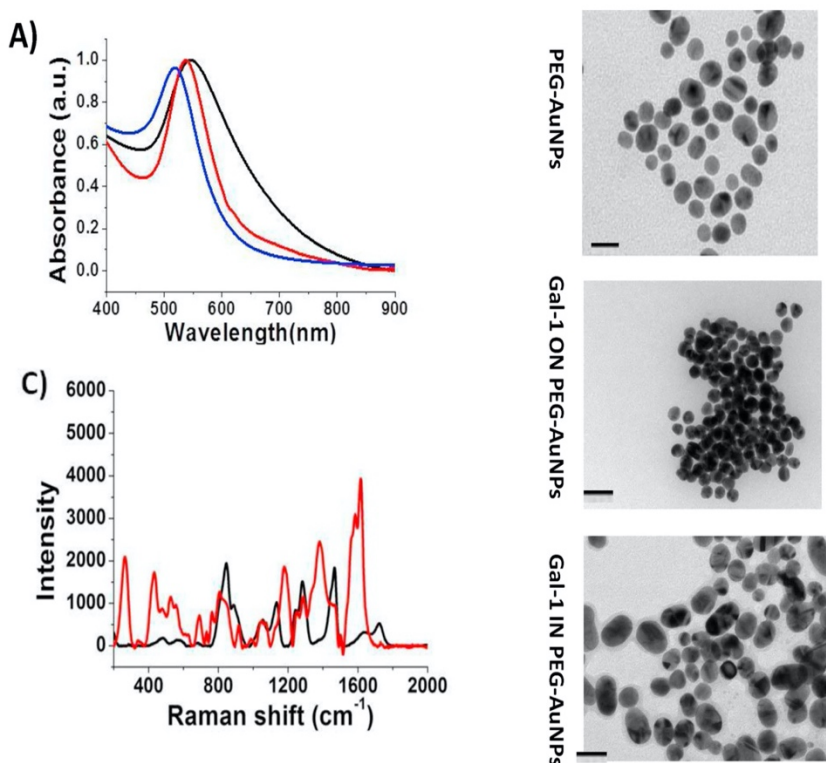 A)
Absorbance (a.u.)
1.0
0.8
0.6
0.4
0.2
0.0
400 500 600 700 800 900
Wavelength(nm)
C)
Intensity
6000
5000
4000
3000
2000
1000
0
400 800 1200 1600 2000
Raman shift (cm⁻¹)
PEG-AuNPs
Gal-1 ON PEG-AuNPs
Gal-1 IN PEG-AuNPs